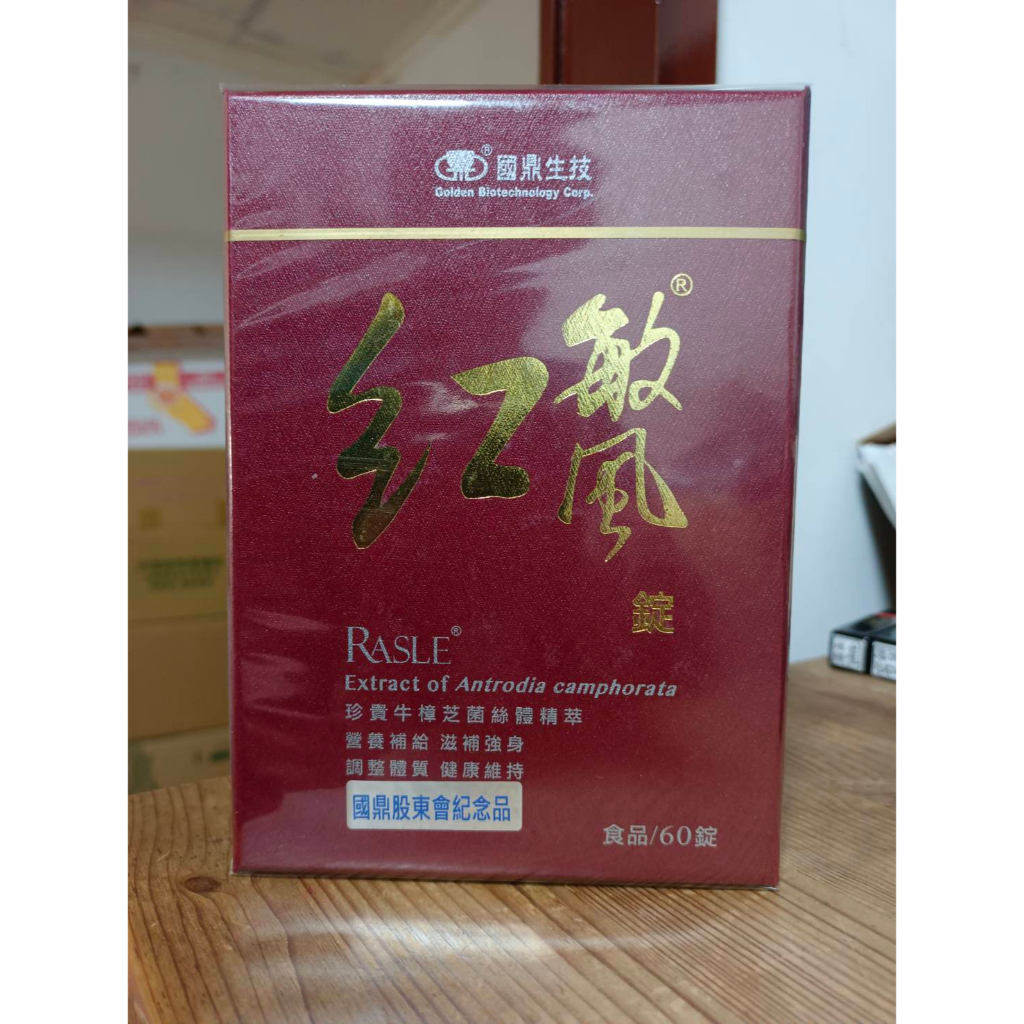 國鼎生技
Golden Biotechnology Corp.
紅敏風®
錠
RASLE®
Extract of Antrodia camphorata
珍貴牛樟芝菌絲體精萃
營養補給 滋補強身
調整體質 健康維持
國鼎股東會紀念品
食品/60錠